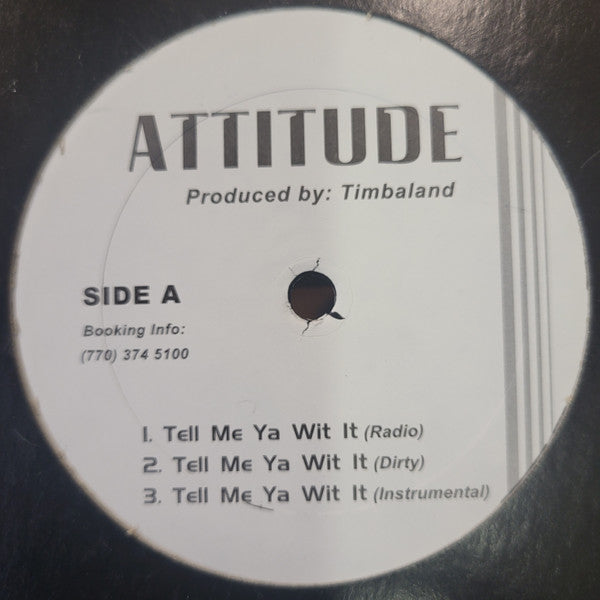 ATTITUDE
Produced by: Timbaland
SIDE A
Booking Info:
(770) 374 5100
1. Tell Me Ya Wit It (Radio)
2. Tell Me Ya Wit It (Dirty)
3. Tell Me Ya Wit It (Instrumental)